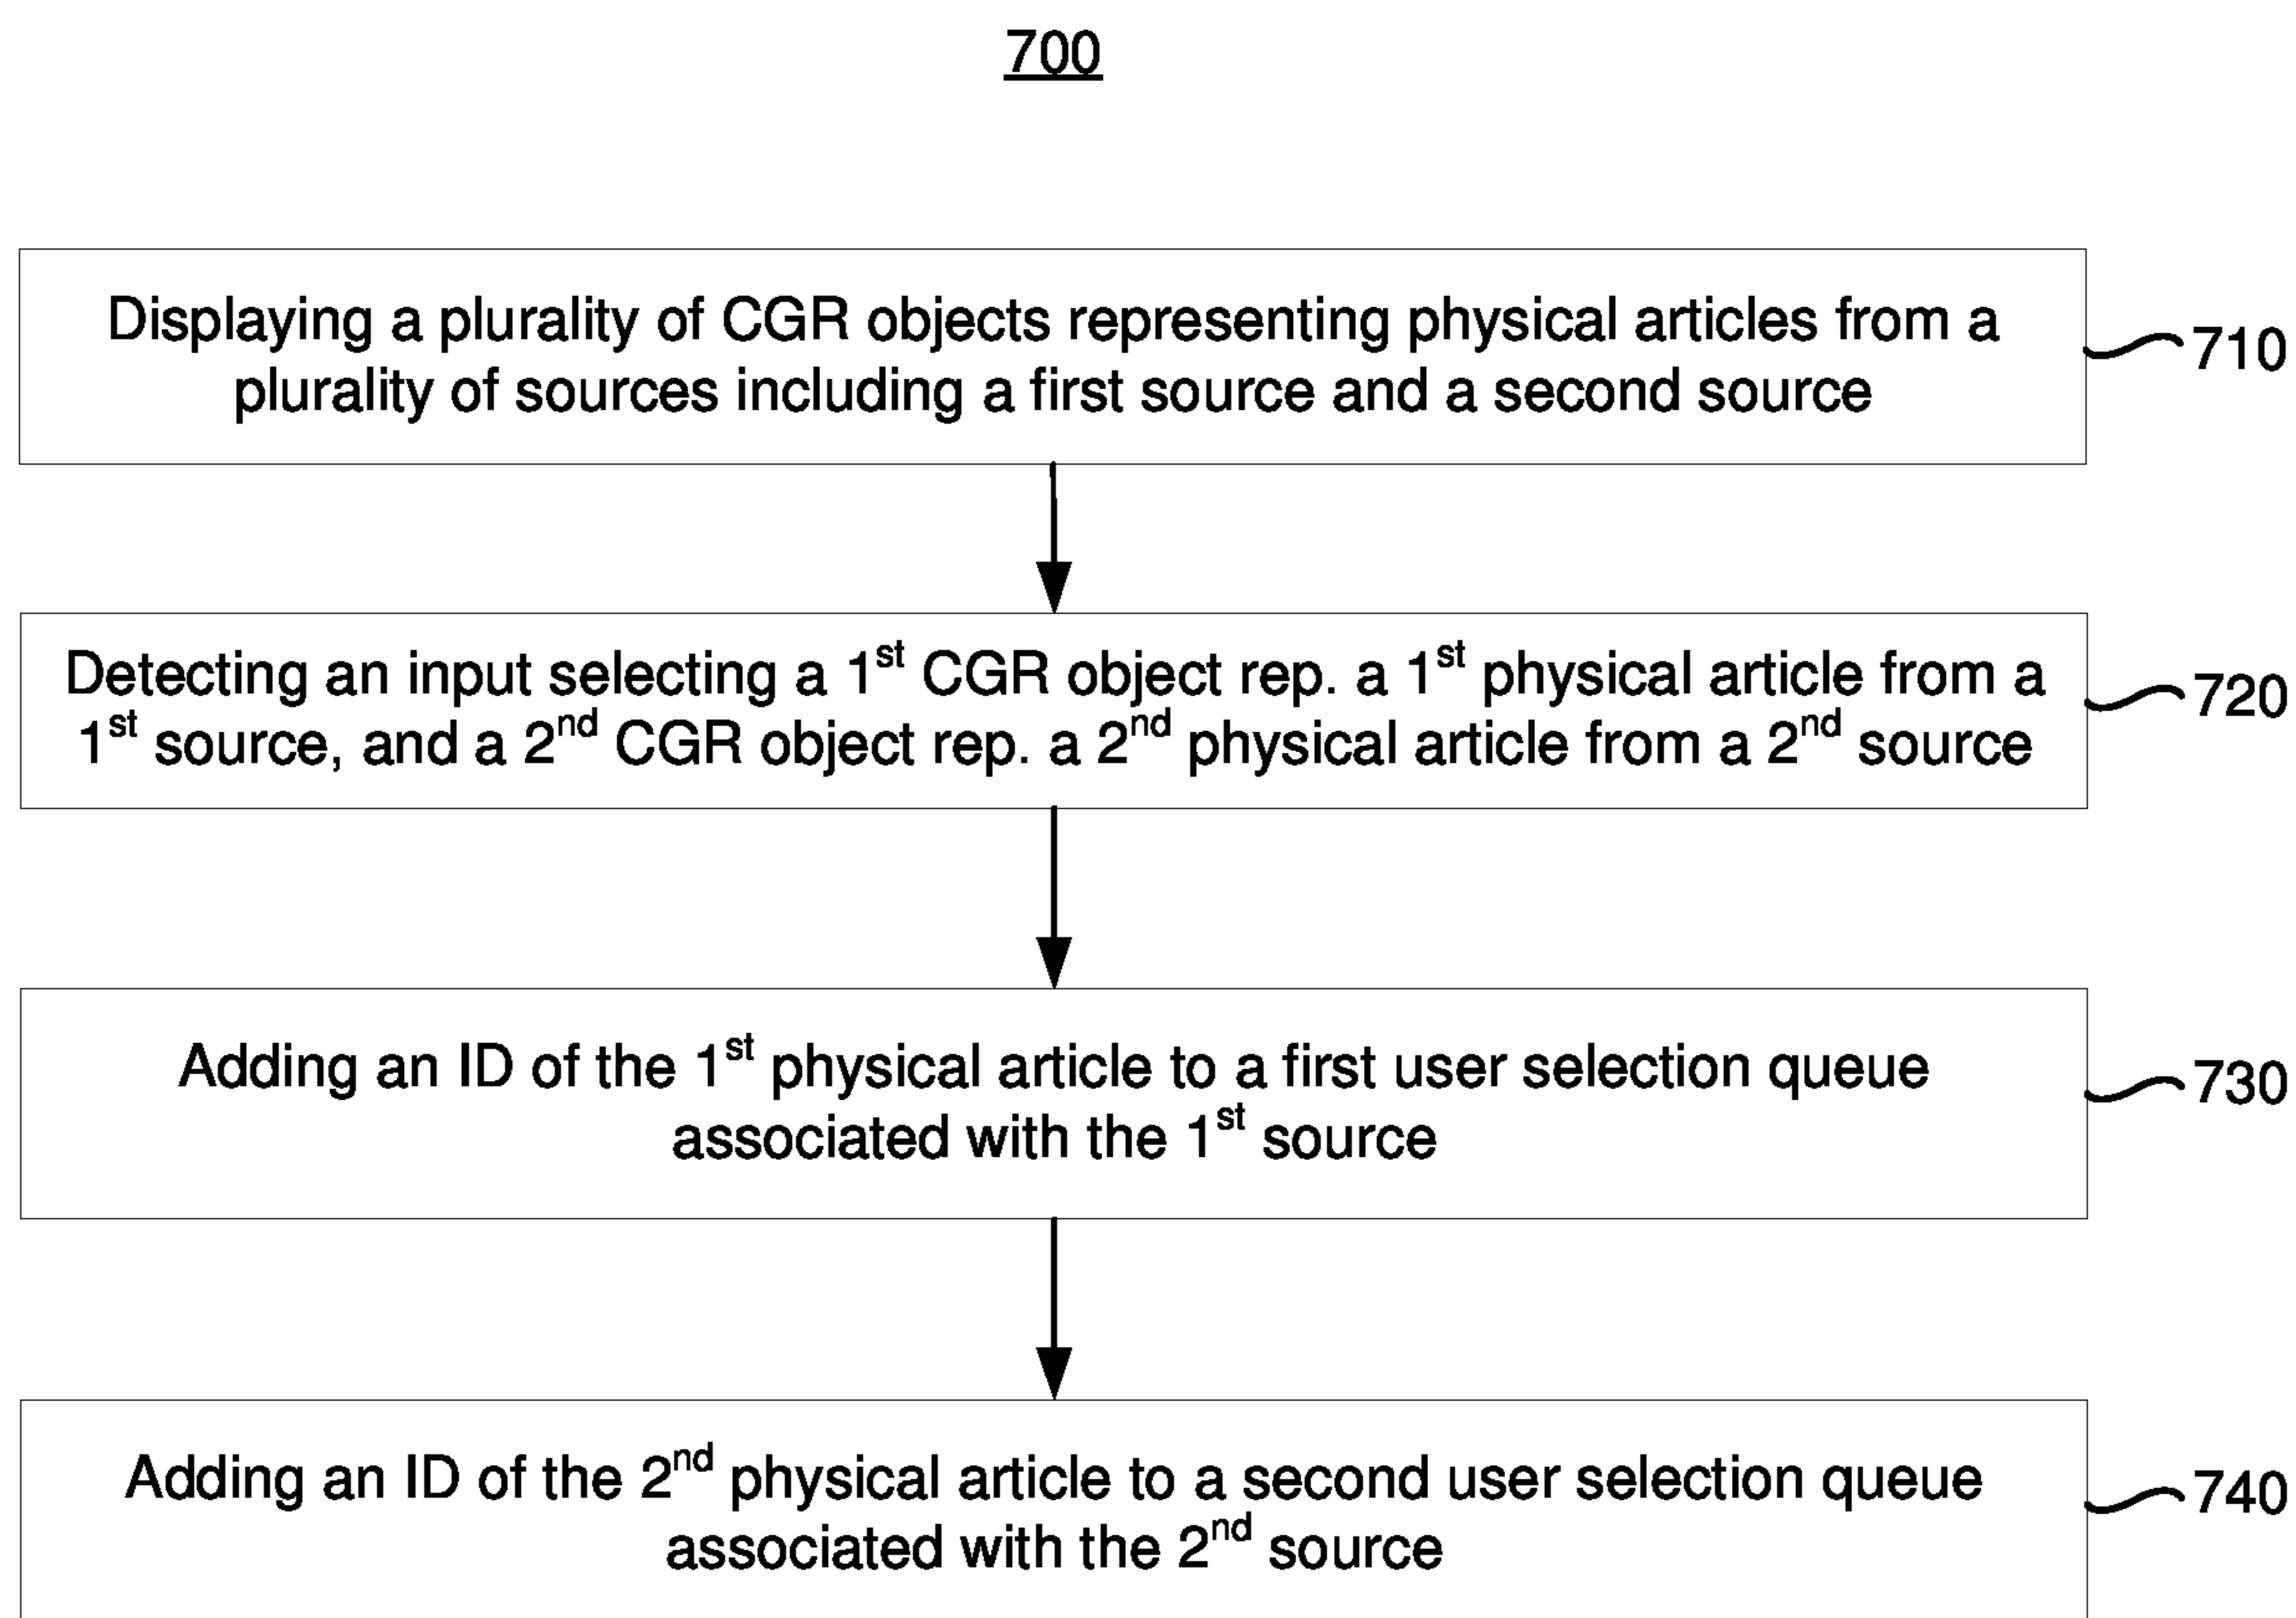 700
Displaying a plurality of CGR objects representing physical articles from a
plurality of sources including a first source and a second source
710
Detecting an input selecting a 1st CGR object rep. a 1st physical article from a
1st source, and a 2nd CGR object rep. a 2nd physical article from a 2nd source
720
Adding an ID of the 1st physical article to a first user selection queue
associated with the 1st source
730
Adding an ID of the 2nd physical article to a second user selection queue
associated with the 2nd source
740